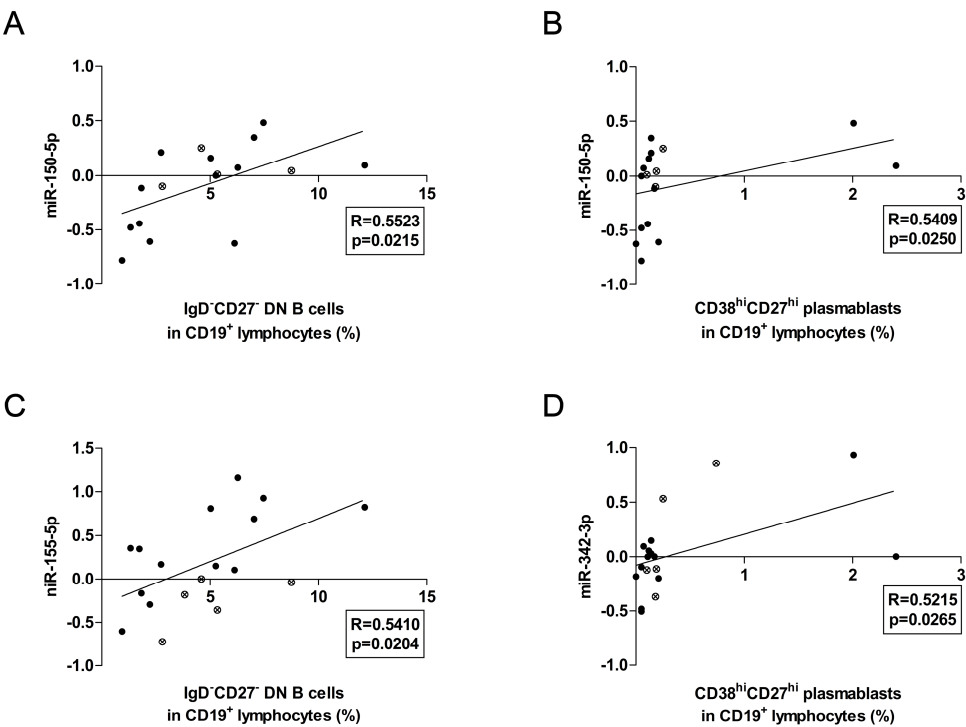 A
1.0
0.5
0.0
-0.5
-1.0
miR-150-5p
5
10
15
R=0.5523
p=0.0215
IgD⁻CD27⁻ DN B cells
in CD19⁺ lymphocytes (%)
B
1.0
0.5
0.0
-0.5
-1.0
miR-150-5p
1
2
3
R=0.5409
p=0.0250
CD38ʰⁱCD27ʰⁱ plasmablasts
in CD19⁺ lymphocytes (%)
C
1.5
1.0
0.5
0.0
-0.5
-1.0
niR-155-5p
5
10
15
R=0.5410
p=0.0204
IgD⁻CD27⁻ DN B cells
in CD19⁺ lymphocytes (%)
D
1.0
0.5
0.0
-0.5
-1.0
miR-342-3p
1
2
3
R=0.5215
p=0.0265
CD38ʰⁱCD27ʰⁱ plasmablasts
in CD19⁺ lymphocytes (%)